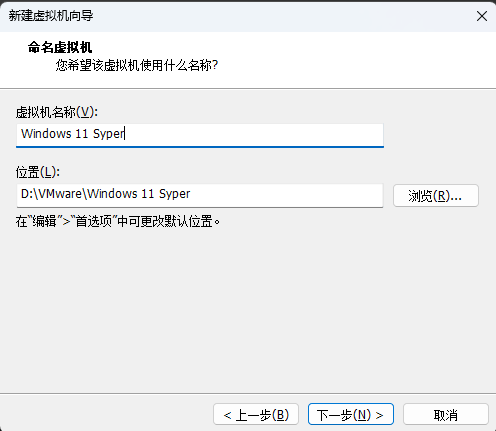 新建虚拟机向导
命名虚拟机
您希望该虚拟机使用什么名称?
虚拟机名称(V):
Windows 11 Syper
位置(L):
D:\VMware\Windows 11 Syper
浏览(R)...
在“编辑”>“首选项”中可更改默认位置。
< 上一步(B)
下一步(N) >
取消